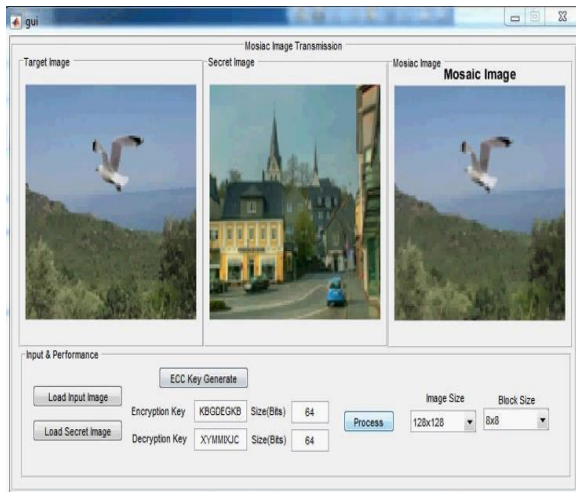 gui
Mosiac Image Transmission
Target Image
Secret Image
Mosiac Image
Mosaic Image
Input & Performance
ECC Key Generate
Load Input Image
Load Secret Image
Encryption Key KBGDEGKB Size(Bits) 64
Decryption Key XYMMIXJC Size(Bits) 64
Process
Image Size
128x128
Block Size
8x8